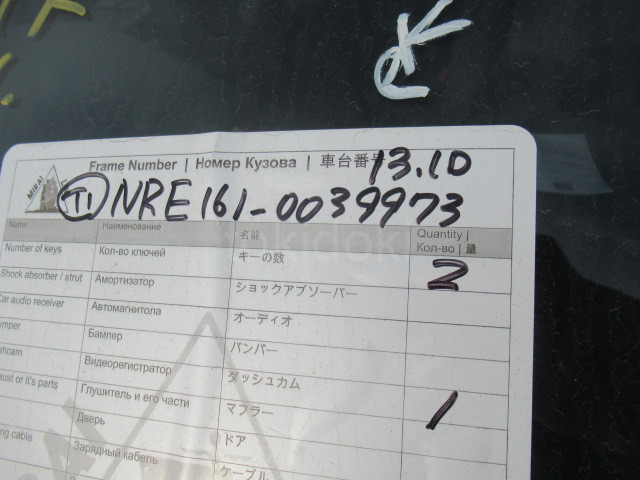 OK
MIRAI
Frame Number | Номер Кузова | 車台番号 13.10
T1 NRE161-0039973
Name Наименование 名前 Quantity | Кол-во | 量
Number of keys Кол-во ключей キーの数 2
Shock absorber / strut Амортизатор ショックアブソーバー
Car audio receiver Автомагнитола オーディオ
Бампер バンパー
Видеорегистратор ダッシュカム
Глушитель и его части マフラー 1
Дверь ドア
Зарядный кабель ケーブル